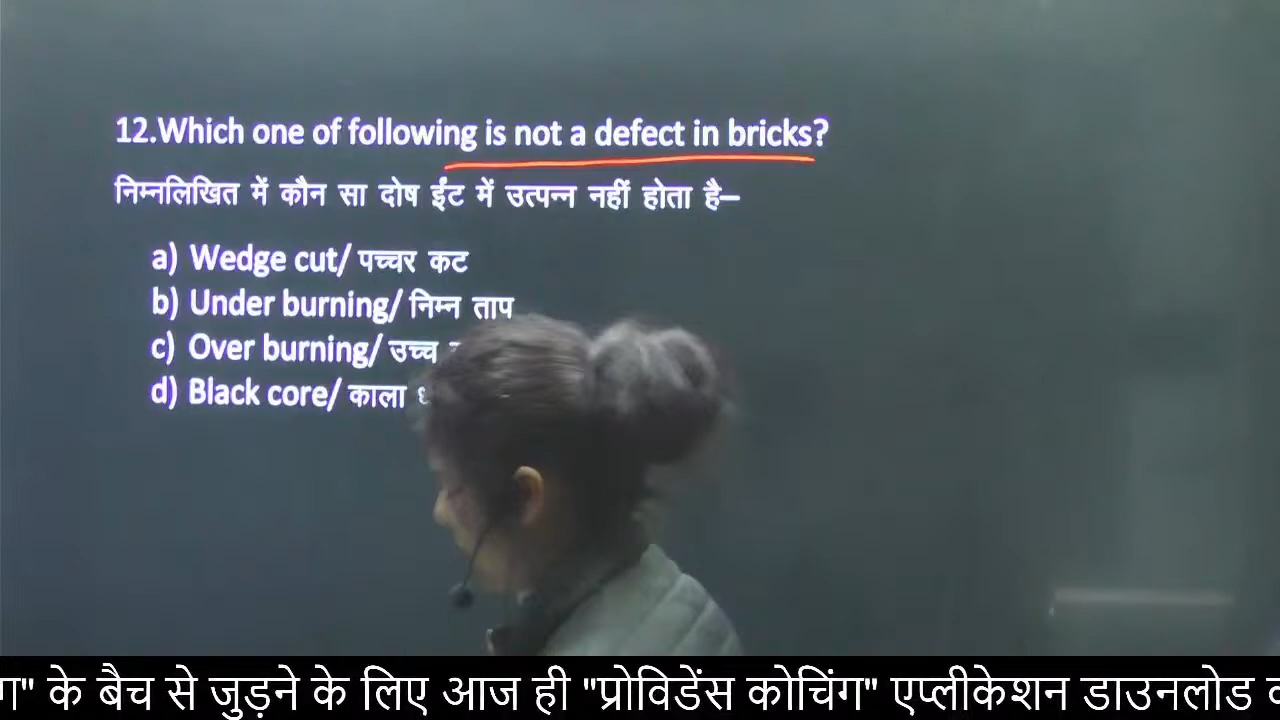 12.Which one of following is not a defect in bricks?
निम्नलिखित में कौन सा दोष ईंट में उत्पन्न नहीं होता है–
a) Wedge cut/ पच्चर कट
b) Under burning/ निम्न ताप
c) Over burning/ उच्च
d) Black core/ काला
के बैच से जुड़ने के लिए आज ही "प्रोविडेंस कोचिंग" एप्लीकेशन डाउनलोड